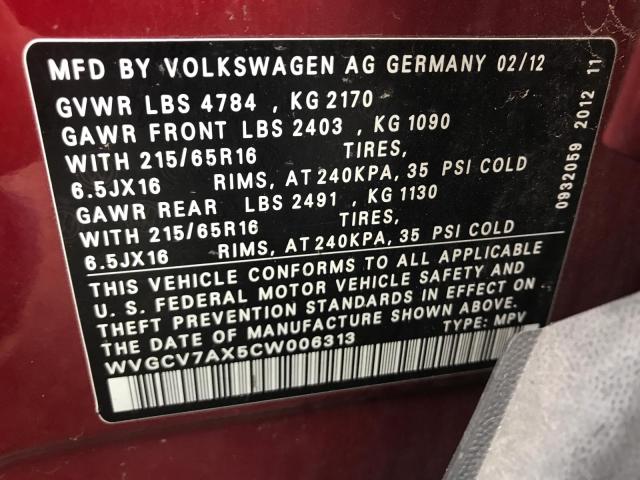 MFD BY VOLKSWAGEN AG GERMANY 02/12
GVWR LBS 4784 , KG 2170
GAWR FRONT LBS 2403 , KG 1090
WITH 215/65R16 TIRES,
6.5JX16 RIMS, AT 240KPA, 35 PSI COLD
GAWR REAR LBS 2491 , KG 1130
WITH 215/65R16 TIRES,
6.5JX16 RIMS, AT 240KPA, 35 PSI COLD
THIS VEHICLE CONFORMS TO ALL APPLICABLE
U. S. FEDERAL MOTOR VEHICLE SAFETY AND
THEFT PREVENTION STANDARDS IN EFFECT ON
THE DATE OF MANUFACTURE SHOWN ABOVE.
WVGCV7AX5CW006313 TYPE: MPV
0932059 2012 11